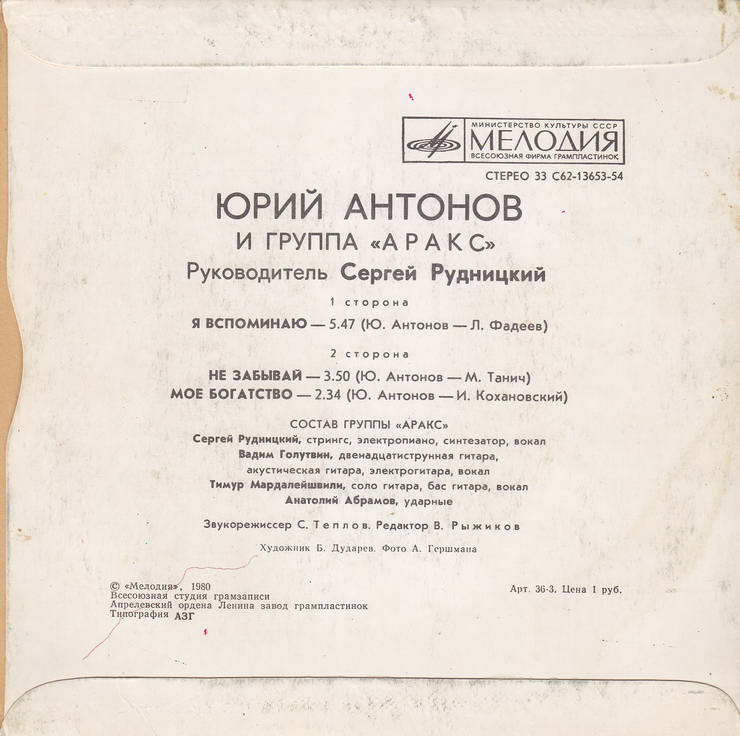 МИНИСТЕРСТВО КУЛЬТУРЫ СССР
МЕЛОДИЯ
ВСЕСОЮЗНАЯ ФИРМА ГРАМПЛАСТИНОК
СТЕРЕО 33 С62-13653-54
ЮРИЙ АНТОНОВ
И ГРУППА «АРАКС»
Руководитель Сергей Рудницкий
1 сторона
Я ВСПОМИНАЮ — 5.47 (Ю. Антонов — Л. Фадеев)
2 сторона
НЕ ЗАБЫВАЙ — 3.50 (Ю. Антонов — М. Танич)
МОЕ БОГАТСТВО — 2.34 (Ю. Антонов — И. Кохановский)
СОСТАВ ГРУППЫ «АРАКС»
Сергей Рудницкий, стрингс, электропиано, синтезатор, вокал
Вадим Голутвин, двенадцатиструнная гитара,
акустическая гитара, электрогитара, вокал
Тимур Мардалейшвили, соло гитара, бас гитара, вокал
Анатолий Абрамов, ударные
Звукорежиссер С. Теплов. Редактор В. Рыжиков
Художник Б. Дударев. Фото А. Гершмана
© «Мелодия», 1980
Всесоюзная студия грамзаписи
Апрелевский ордена Ленина завод грампластинок
Типография АЗГ
Арт. 36-3. Цена 1 руб.